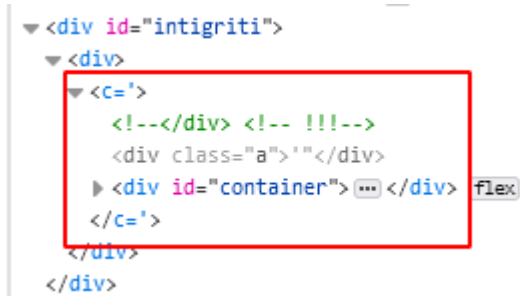 <div id="intigriti">
<div>
<c='>
<!--</div> <!-- !!!-->
<div class="a">'"</div>
<div id="container"> ... </div> flex
</c='>
</div>
</div>